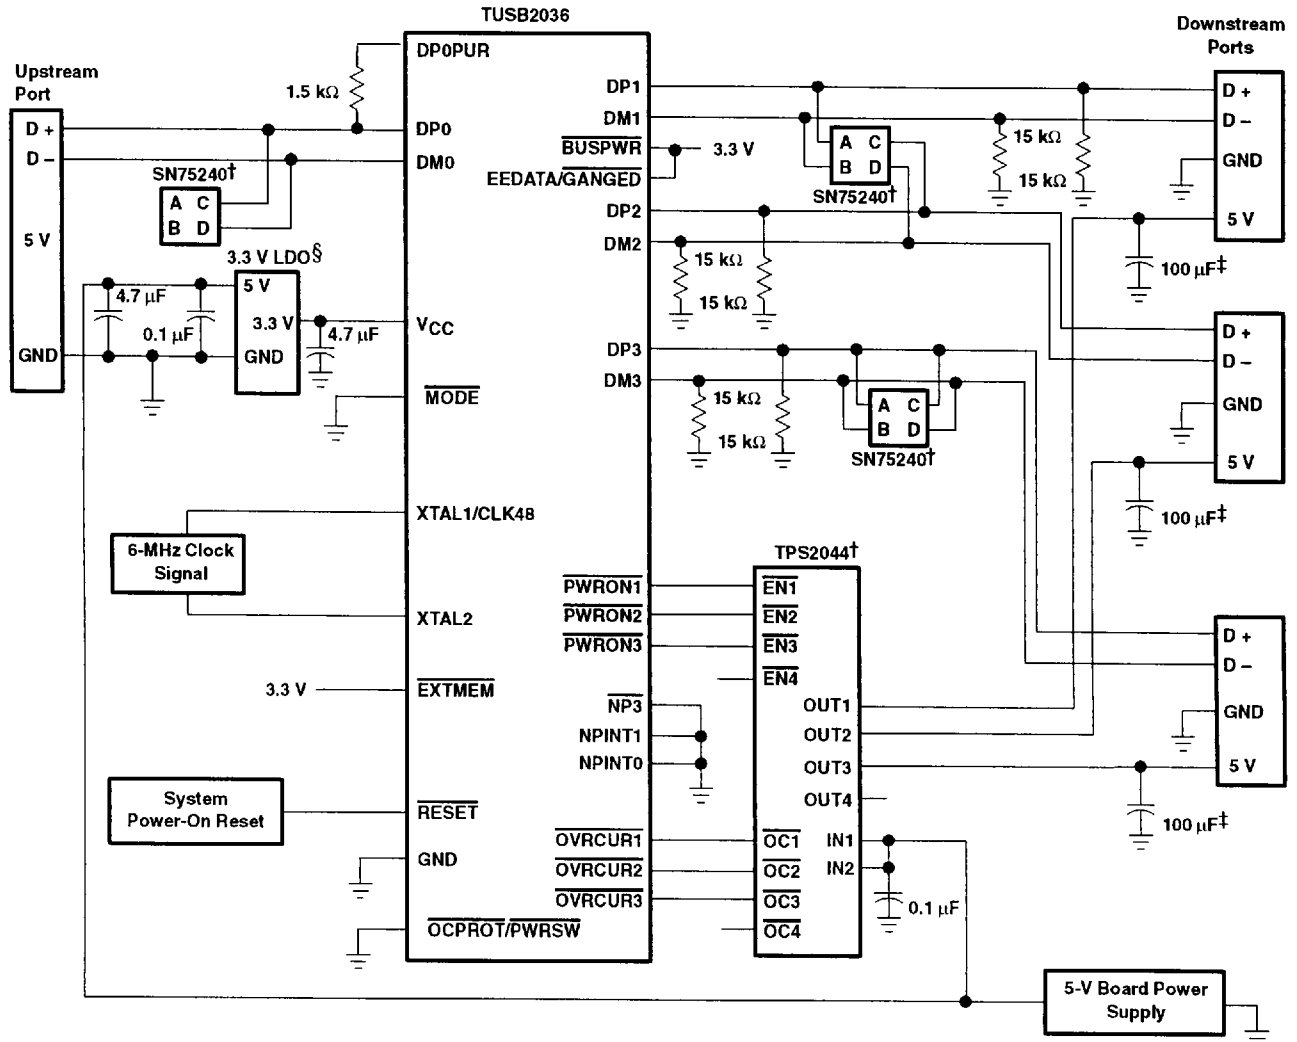 TUSB2036
Downstream
Ports
Upstream
Port
D +
D –
5 V
GND
1.5 kΩ
SN75240†
A C
B D
3.3 V LDO§
5 V
3.3 V
GND
4.7 µF
0.1 µF
4.7 µF
6-MHz Clock
Signal
3.3 V
System
Power-On Reset
DP0PUR
DP0
DM0
VCC
MODE
XTAL1/CLK48
XTAL2
EXTMEM
RESET
GND
OCPROT/PWRSW
DP1
DM1
BUSPWR
EEDATA/GANGED
DP2
DM2
DP3
DM3
PWRON1
PWRON2
PWRON3
NP3
NPINT1
NPINT0
OVRCUR1
OVRCUR2
OVRCUR3
3.3 V
A C
B D
SN75240†
15 kΩ
15 kΩ
15 kΩ
15 kΩ
15 kΩ
15 kΩ
A C
B D
SN75240†
TPS2044†
EN1
EN2
EN3
EN4
OUT1
OUT2
OUT3
OUT4
OC1
OC2
OC3
OC4
IN1
IN2
0.1 µF
D +
D –
GND
5 V
100 µF‡
D +
D –
GND
5 V
100 µF‡
D +
D –
GND
5 V
100 µF‡
5-V Board Power
Supply